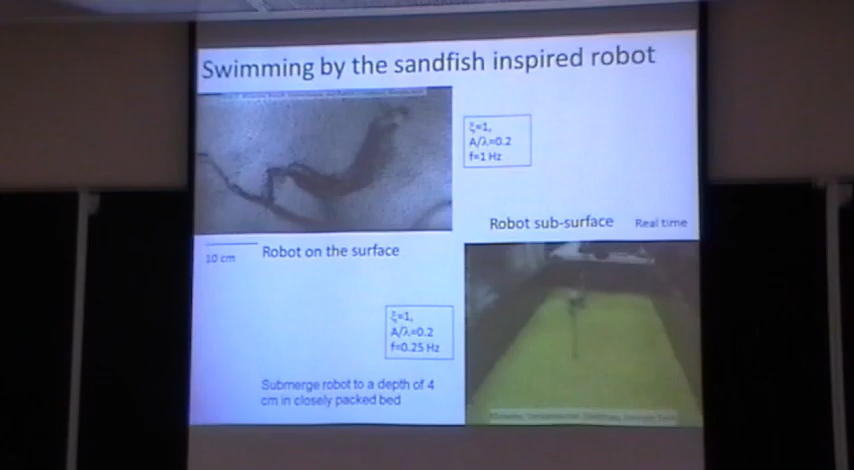 Swimming by the sandfish inspired robot
ξ=1,
A/λ=0.2
f=1 Hz
Robot sub-surface Real time
10 cm Robot on the surface
ξ=1,
A/λ=0.2
f=0.25 Hz
Submerge robot to a depth of 4
cm in closely packed bed